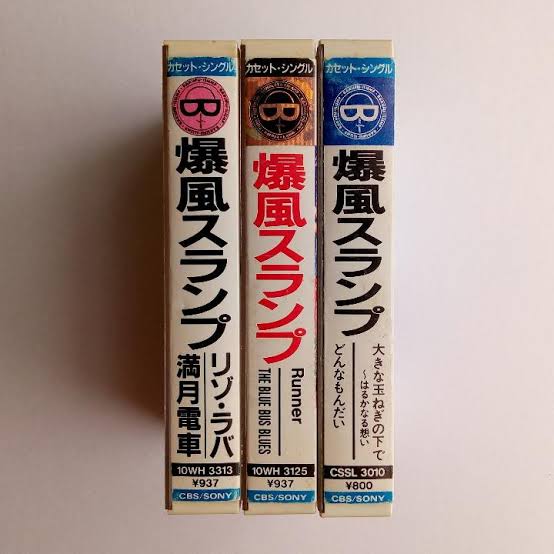 カセット・シングル
B
爆風スランプ
リゾ・ラバ
満月電車
10WH 3313
¥937
CBS/SONY
カセット・シングル
B
爆風スランプ
Runner
THE BLUE BUS BLUES
10WH 3125
¥937
CBS/SONY
カセット・シングル
B
爆風スランプ
大きな玉ねぎの下で
〜はるかなる想い
どんなもんだい
CSSL 3010
¥800
CBS/SONY